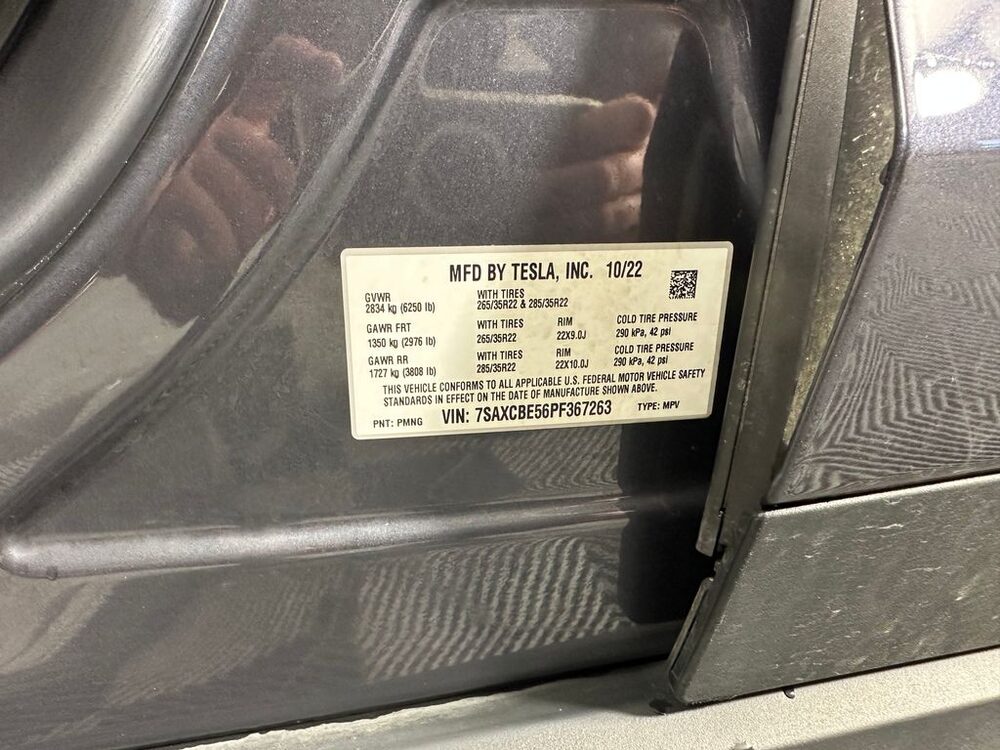 MFD BY TESLA, INC. 10/22
GVWR WITH TIRES
2834 kg (6250 lb) 265/35R22 & 285/35R22
GAWR FRT WITH TIRES RIM COLD TIRE PRESSURE
1350 kg (2976 lb) 265/35R22 22X9.0J 290 kPa, 42 psi
GAWR RR WITH TIRES RIM COLD TIRE PRESSURE
1727 kg (3808 lb) 285/35R22 22X10.0J 290 kPa, 42 psi
THIS VEHICLE CONFORMS TO ALL APPLICABLE U.S. FEDERAL MOTOR VEHICLE SAFETY
STANDARDS IN EFFECT ON THE DATE OF MANUFACTURE SHOWN ABOVE.
PNT: PMNG VIN: 7SAXCBE56PF367263 TYPE: MPV